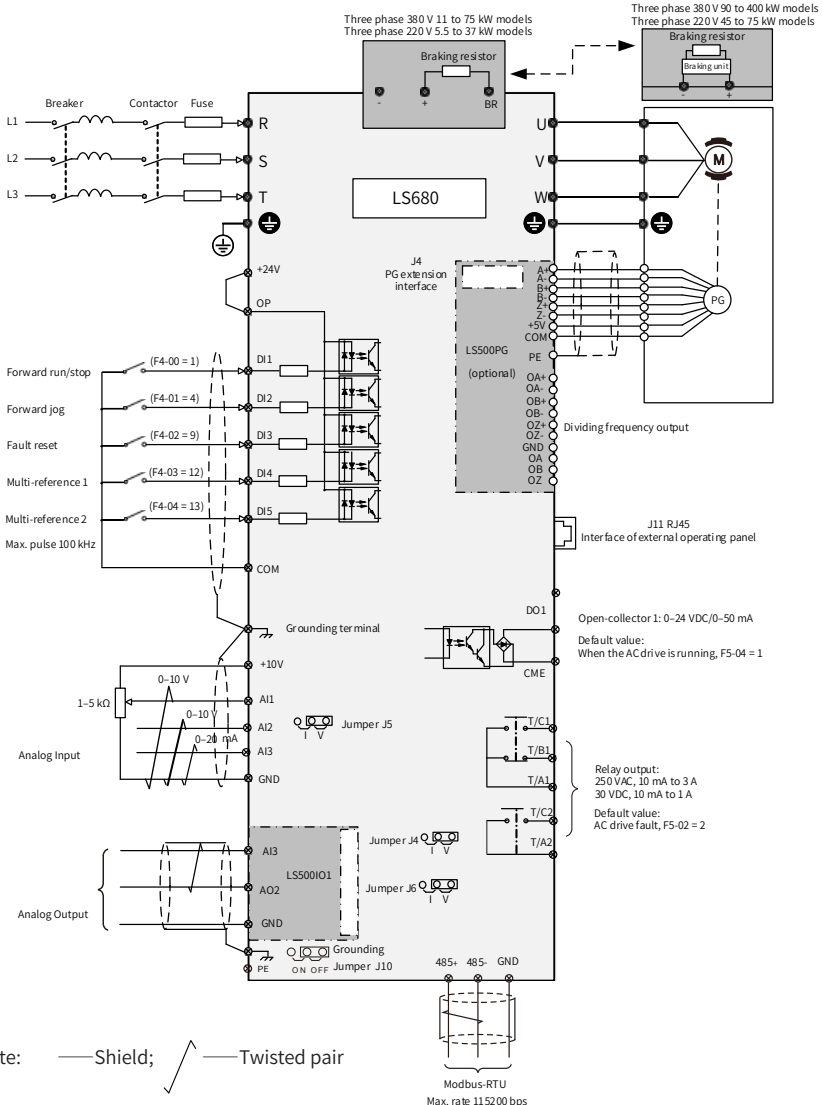 Three phase 380 V 11 to 75 kW models
Three phase 220 V 5.5 to 37 kW models
Three phase 380 V 90 to 400 kW models
Three phase 220 V 45 to 75 kW models
Braking resistor
- + BR
Braking resistor
Braking unit
- +
Breaker Contactor Fuse
L1
R
U
L2
S
V
M
L3
T
W
LS680
+24V
OP
J4
PG extension
interface
A+
A-
B+
B-
Z+
Z-
+5V
COM
PE
PG
LS500PG
(optional)
OA+
OA-
OB+
OB-
OZ+
OZ-
GND
OA
OB
OZ
Dividing frequency output
Forward run/stop
(F4-00 = 1)
DI1
Forward jog
(F4-01 = 4)
DI2
Fault reset
(F4-02 = 9)
DI3
Multi-reference 1
(F4-03 = 12)
DI4
Multi-reference 2
(F4-04 = 13)
DI5
Max. pulse 100 kHz
COM
J11 RJ45
Interface of external operating panel
DO1
Open-collector 1: 0–24 VDC/0–50 mA
Default value:
When the AC drive is running, F5-04 = 1
CME
Grounding terminal
+10V
0–10 V
1–5 kΩ
AI1
0–10 V
AI2
0–20 mA
AI3
Analog Input
GND
Jumper J5
I V
T/C1
T/B1
T/A1
T/C2
T/A2
Relay output:
250 VAC, 10 mA to 3 A
30 VDC, 10 mA to 1 A
Default value:
AC drive fault, F5-02 = 2
Jumper J4
I V
Jumper J6
I V
AI3
LS500IO1
AO2
Analog Output
GND
Grounding
Jumper J10
ON OFF
PE
485+ 485- GND
te: Shield; Twisted pair
Modbus-RTU
Max. rate 115200 bps